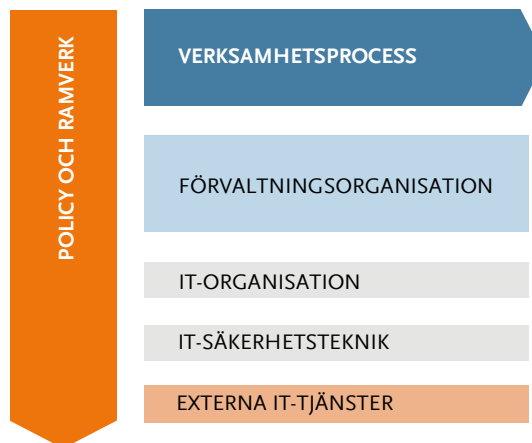 POLICY OCH RAMVERK
VERKSAMHETSPROCESS
FÖRVALTNINGSORGANISATION
IT-ORGANISATION
IT-SÄKERHETSTEKNIK
EXTERNA IT-TJÄNSTER